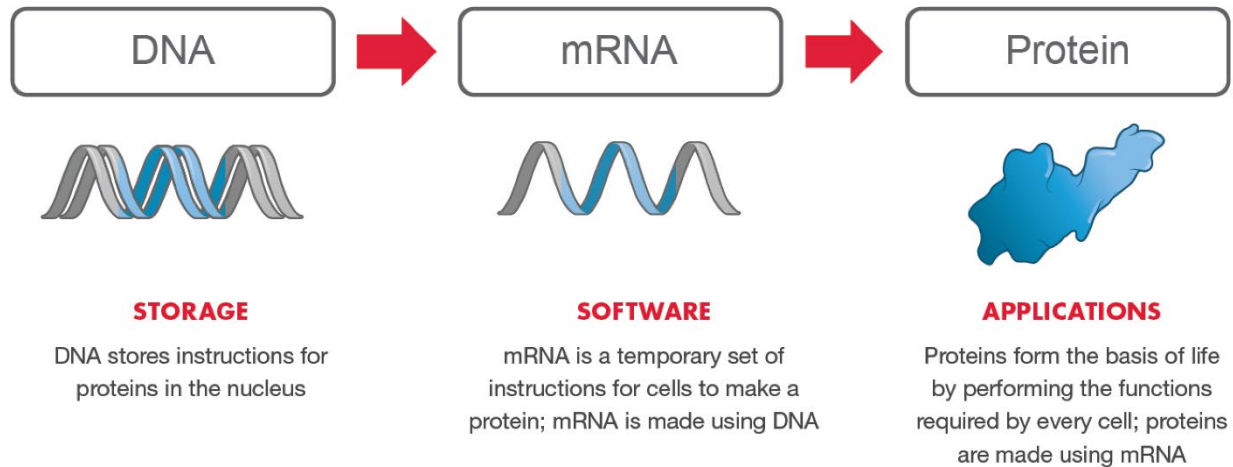 DNA
mRNA
Protein
STORAGE
DNA stores instructions for
proteins in the nucleus
SOFTWARE
mRNA is a temporary set of
instructions for cells to make a
protein; mRNA is made using DNA
APPLICATIONS
Proteins form the basis of life
by performing the functions
required by every cell; proteins
are made using mRNA